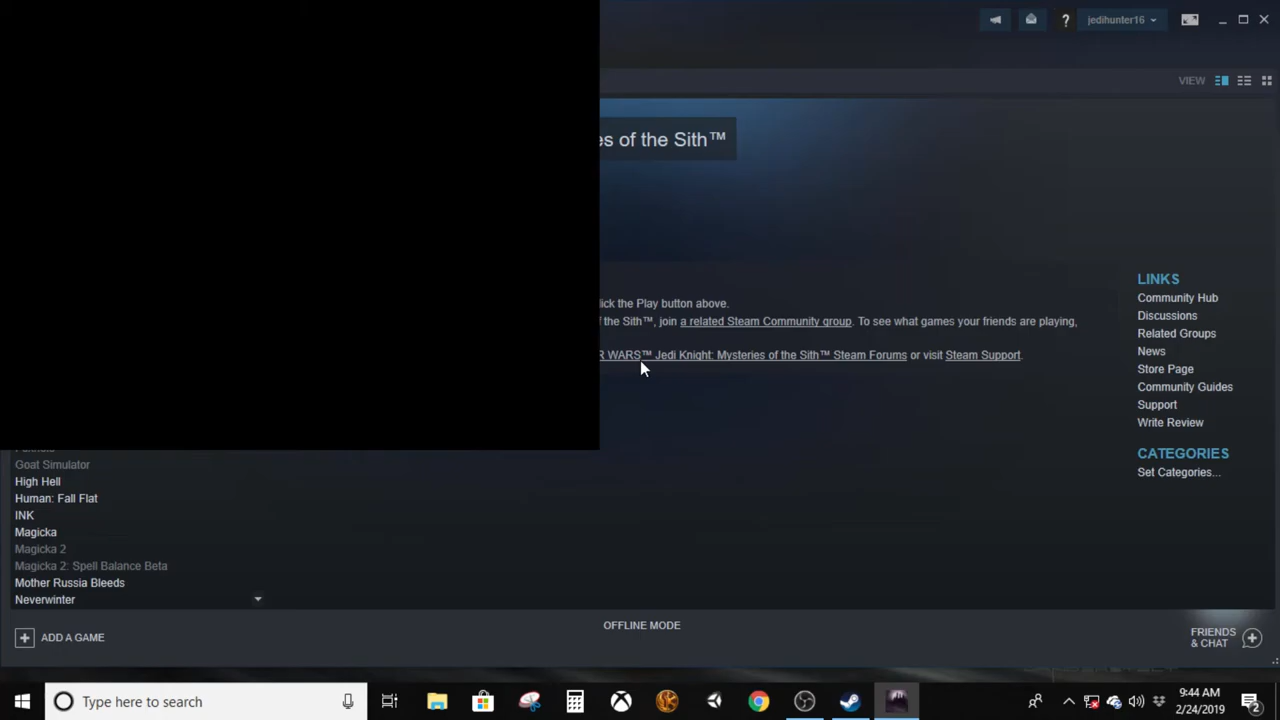 ? jedihunter16
VIEW
es of the Sith™
lick the Play button above.
f the Sith™, join a related Steam Community group. To see what games your friends are playing,
R WARS™ Jedi Knight: Mysteries of the Sith™ Steam Forums or visit Steam Support.
LINKS
Community Hub
Discussions
Related Groups
News
Store Page
Community Guides
Support
Write Review
CATEGORIES
Set Categories...
Goat Simulator
High Hell
Human: Fall Flat
INK
Magicka
Magicka 2
Magicka 2: Spell Balance Beta
Mother Russia Bleeds
Neverwinter
+ ADD A GAME
OFFLINE MODE
FRIENDS
& CHAT
Type here to search
9:44 AM
2/24/2019
2